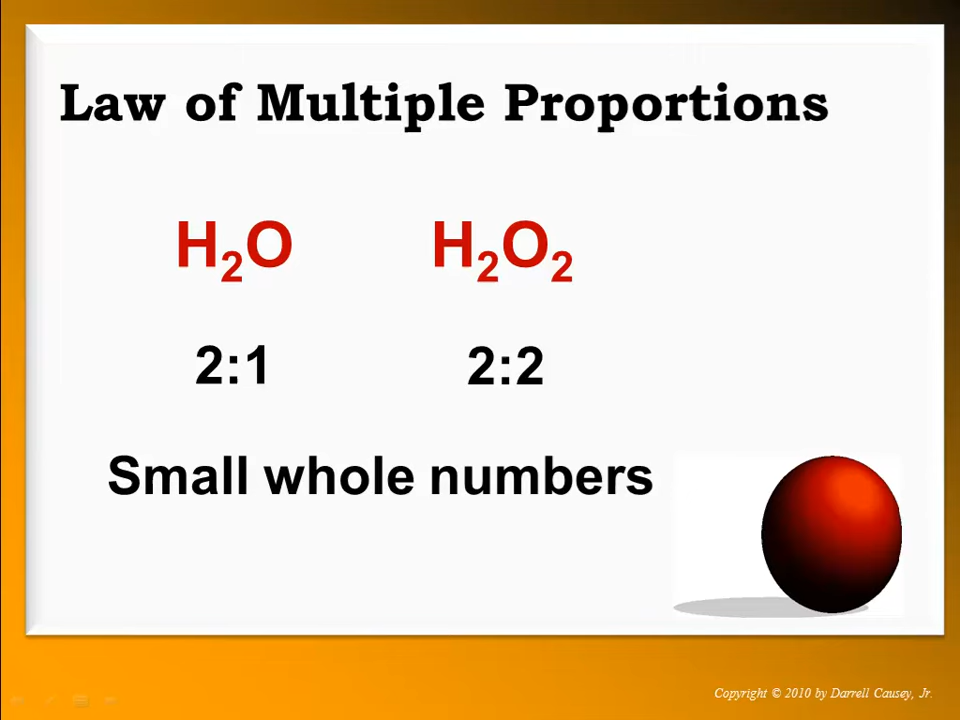 Law of Multiple Proportions
H₂O H₂O₂
2:1 2:2
Small whole numbers
Copyright © 2010 by Darrell Causey, Jr.